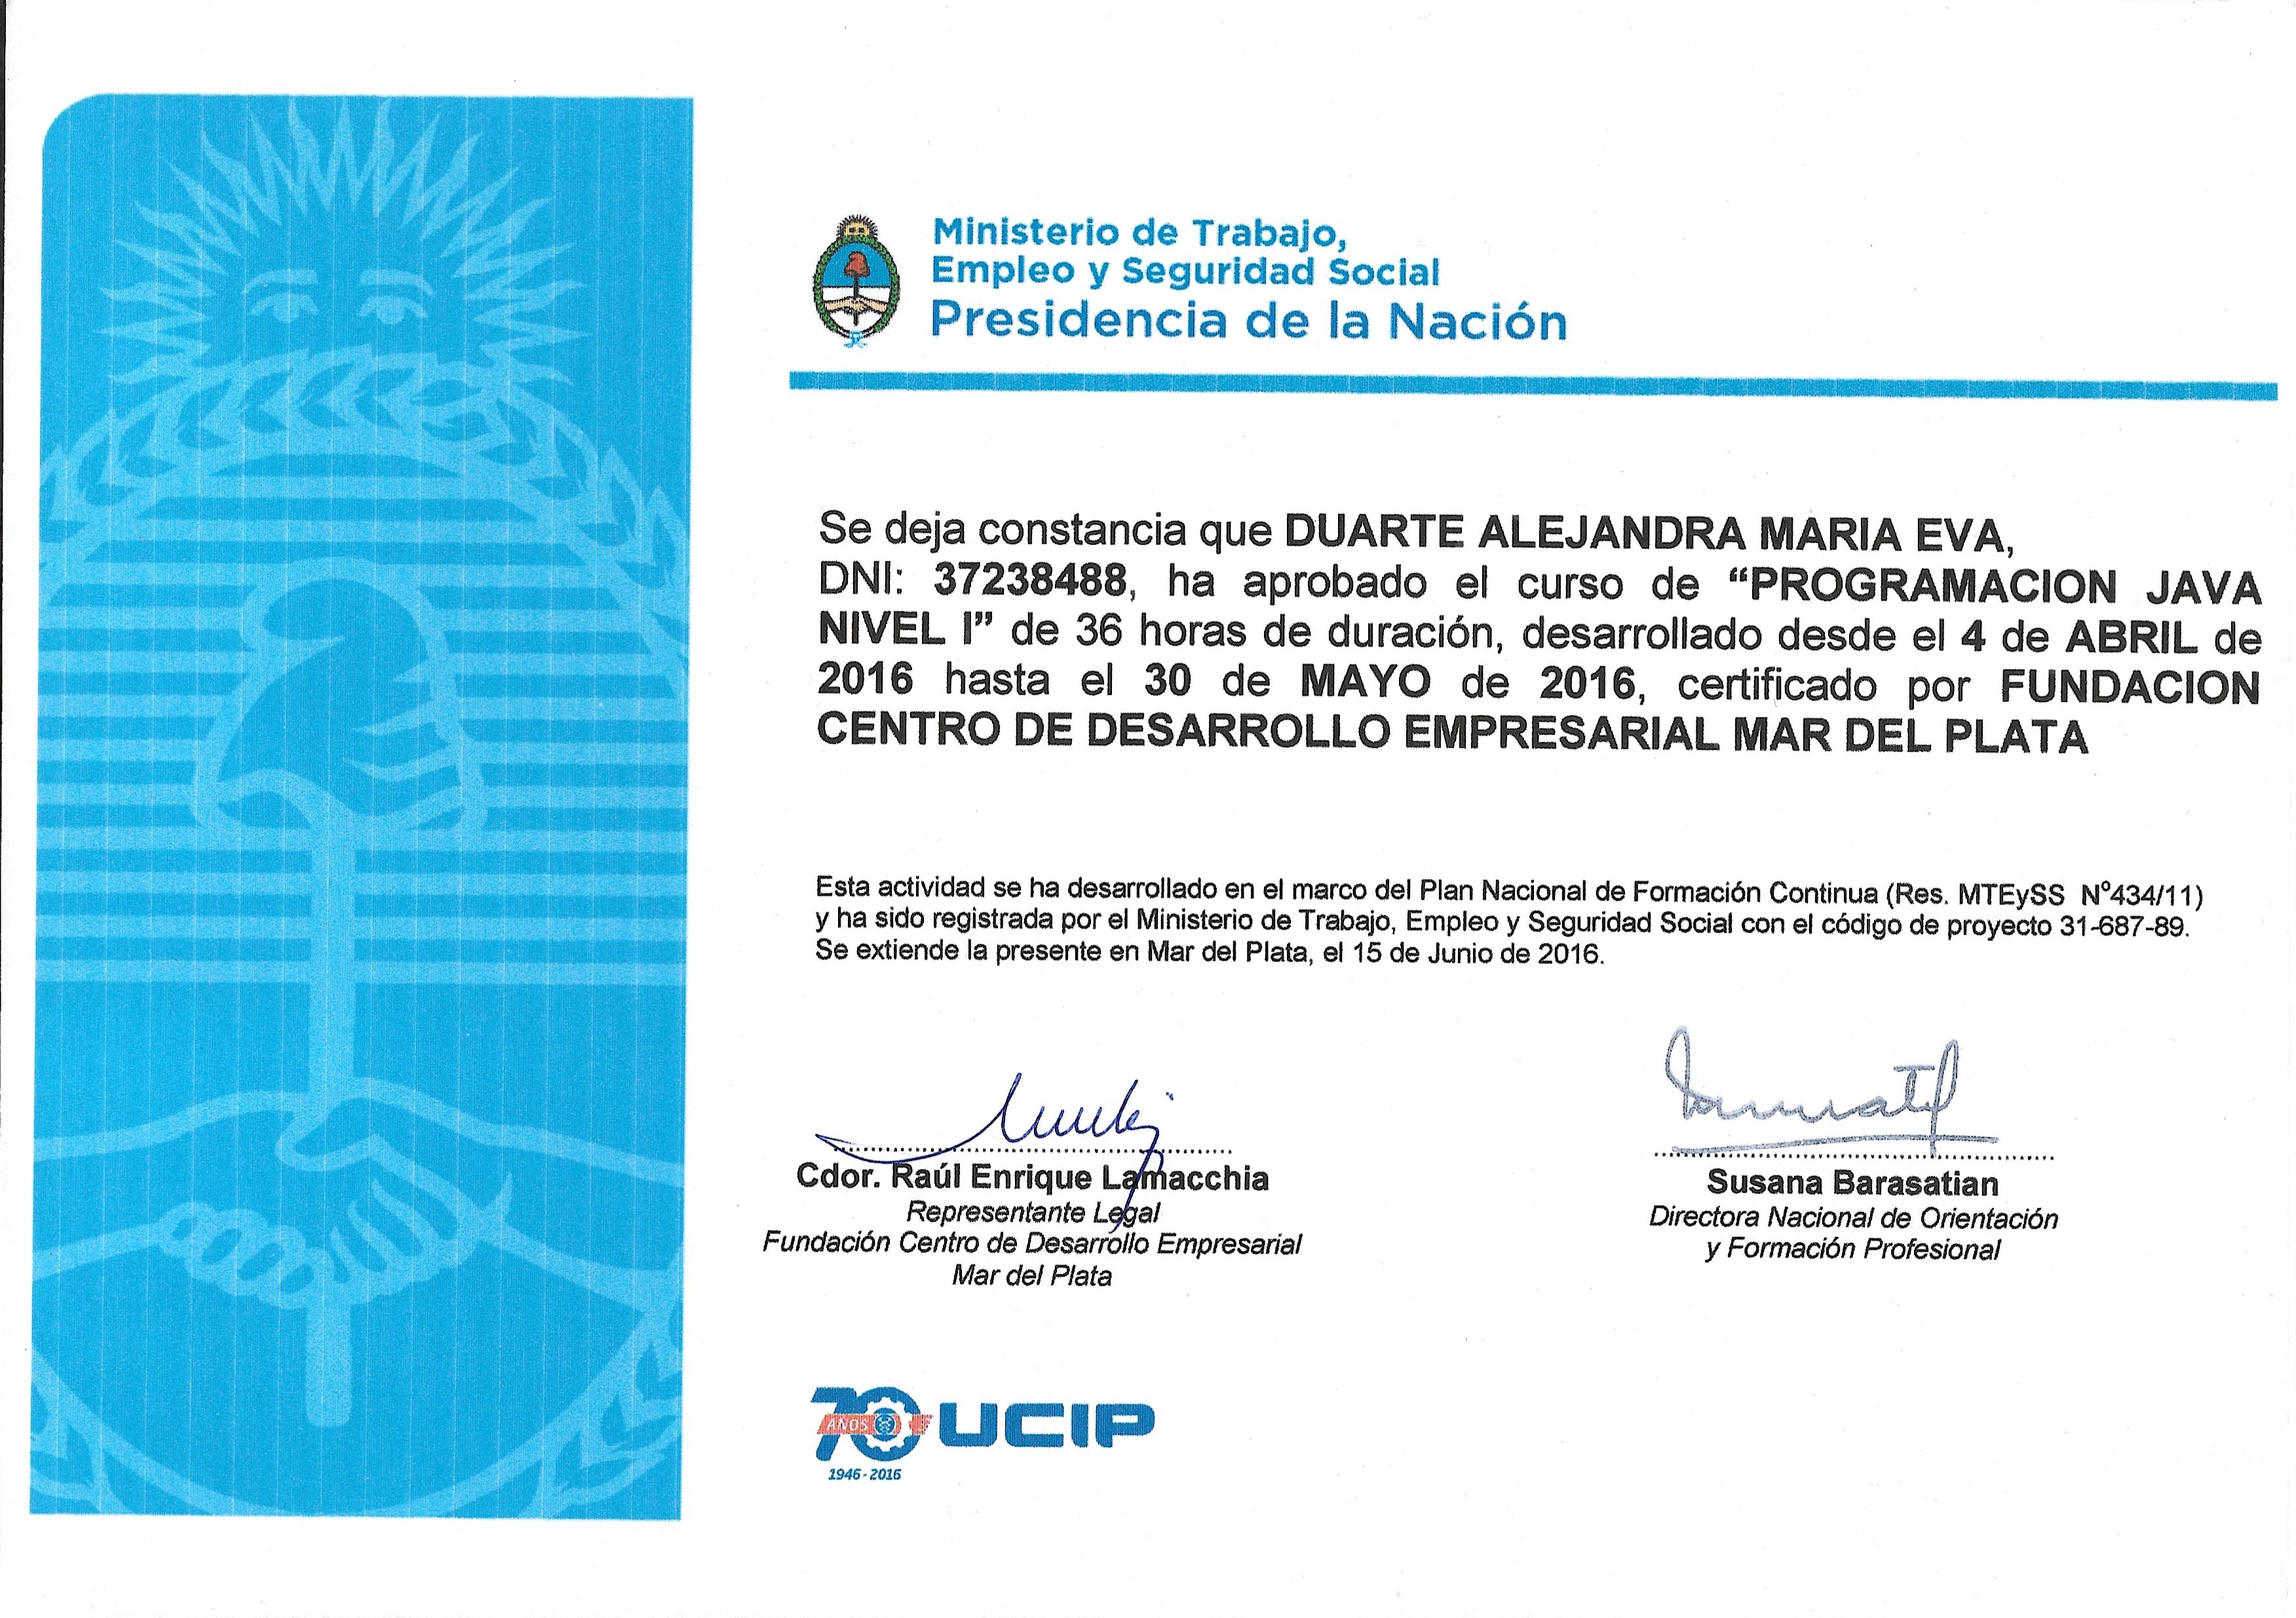 Ministerio de Trabajo,
Empleo y Seguridad Social
Presidencia de la Nación
Se deja constancia que DUARTE ALEJANDRA MARIA EVA,
DNI: 37238488, ha aprobado el curso de “PROGRAMACION JAVA
NIVEL I” de 36 horas de duración, desarrollado desde el 4 de ABRIL de
2016 hasta el 30 de MAYO de 2016, certificado por FUNDACION
CENTRO DE DESARROLLO EMPRESARIAL MAR DEL PLATA
Esta actividad se ha desarrollado en el marco del Plan Nacional de Formación Continua (Res. MTEySS Nº434/11)
y ha sido registrada por el Ministerio de Trabajo, Empleo y Seguridad Social con el código de proyecto 31-687-89.
Se extiende la presente en Mar del Plata, el 15 de Junio de 2016.
Cdor. Raúl Enrique Lamacchia
Representante Legal
Fundación Centro de Desarrollo Empresarial
Mar del Plata
Susana Barasatian
Directora Nacional de Orientación
y Formación Profesional
70 AÑOS UCIP
1946-2016